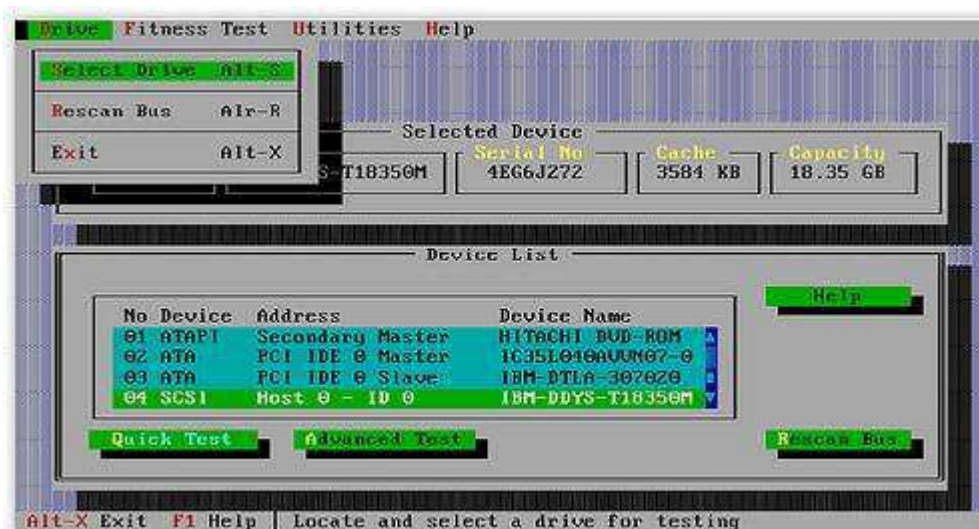 Drive Fitness Test Utilities Help
Select Drive Alt-S
Rescan Bus Alr-R
Exit Alt-X
Selected Device
Serial No Cache Capacity
S-T18350M 4EG6J272 3584 KB 18.35 GB
Device List
Help
No Device Address Device Name
01 ATAPI Secondary Master HITACHI DVD-ROM
02 ATA PCI IDE 0 Master IC35L040AVVN07-0
03 ATA PCI IDE 0 Slave IBM-DTLA-307020
04 SCSI Host 0 - ID 0 IBM-DDYS-T18350M
Quick Test Advanced Test Rescan Bus
Alt-X Exit F1 Help Locate and select a drive for testing